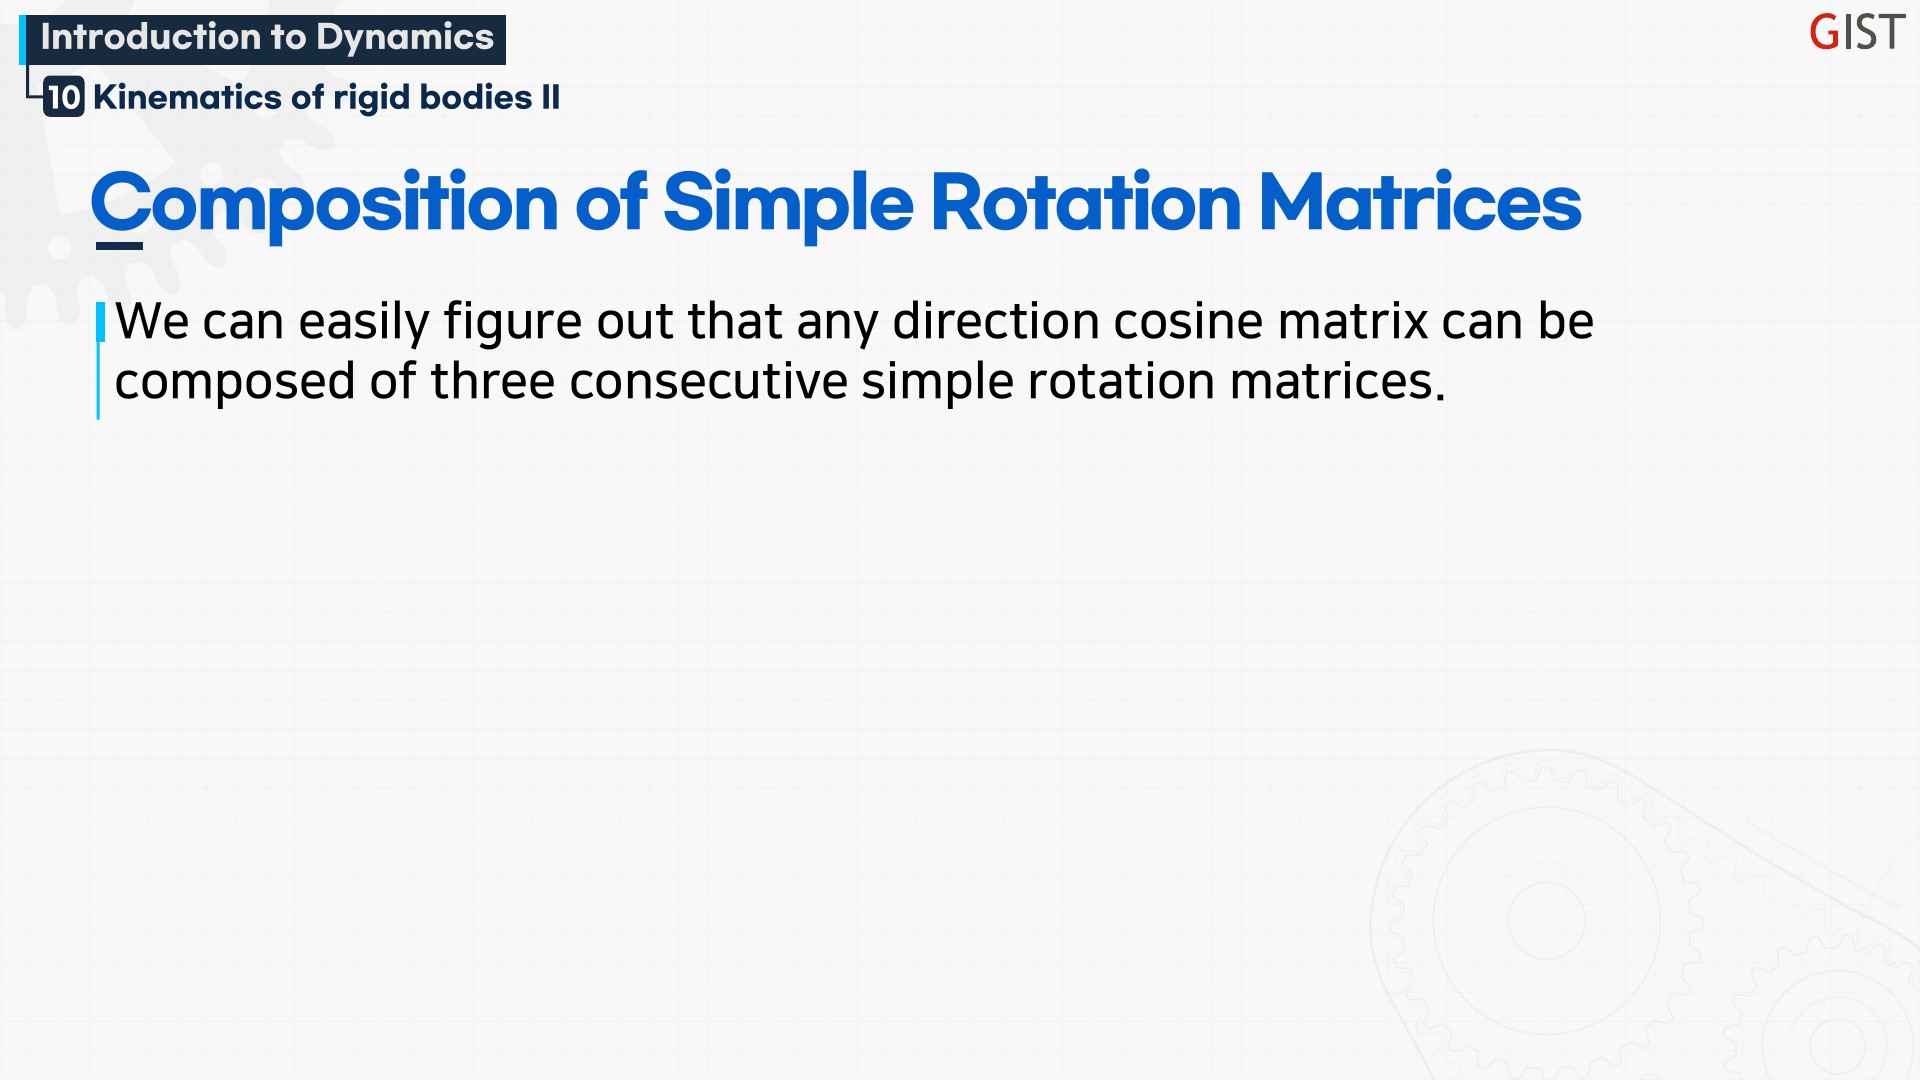 Introduction to Dynamics
GIST
10 Kinematics of rigid bodies II
Composition of Simple Rotation Matrices
We can easily figure out that any direction cosine matrix can be
composed of three consecutive simple rotation matrices.